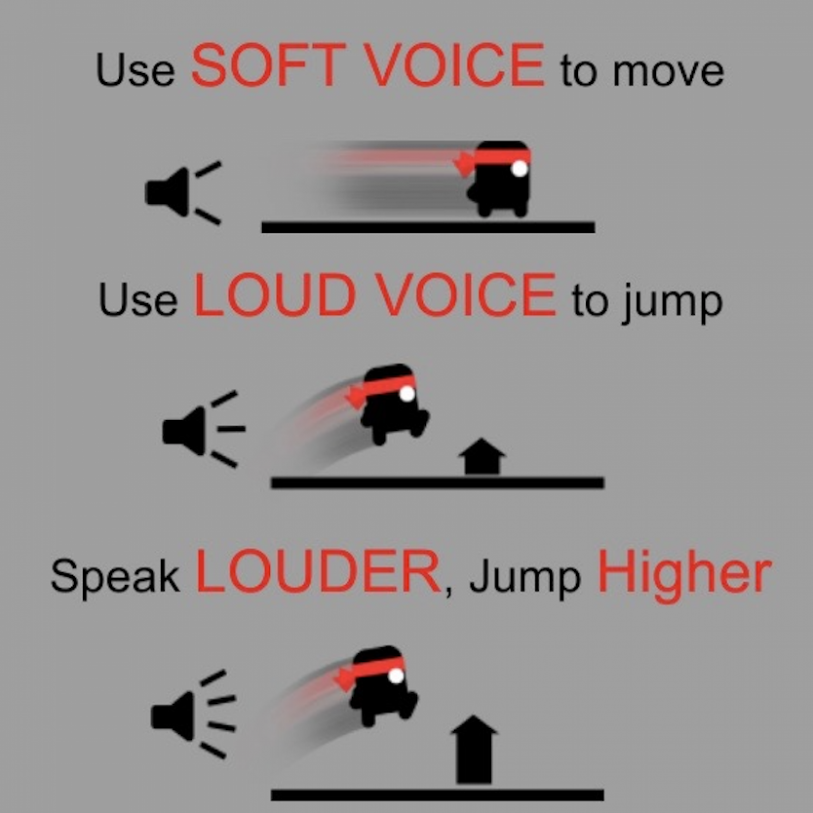 Use SOFT VOICE to move
Use LOUD VOICE to jump
Speak LOUDER, Jump Higher